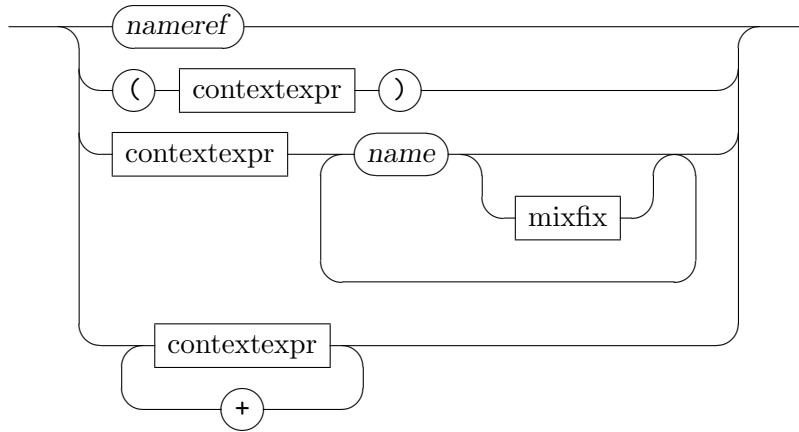 nameref
( contextexpr )
contextexpr name
mixfix
contextexpr
+